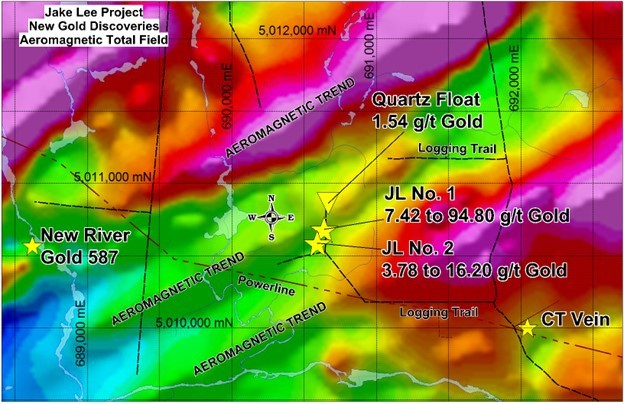 Jake Lee Project
New Gold Discoveries
Aeromagnetic Total Field
5,012,000 mN
691,000 mE
692,000 mE
690,000 mE
AEROMAGNETIC TREND
Quartz Float
1.54 g/t Gold
Logging Trail
5,011,000 mN
JL No. 1
7.42 to 94.80 g/t Gold
N
W E
S
New River
Gold 587
JL No. 2
3.78 to 16.20 g/t Gold
AEROMAGNETIC TREND
Powerline
689,000 mE
5,010,000 mN
AEROMAGNETIC TREND
Logging Trail
CT Vein